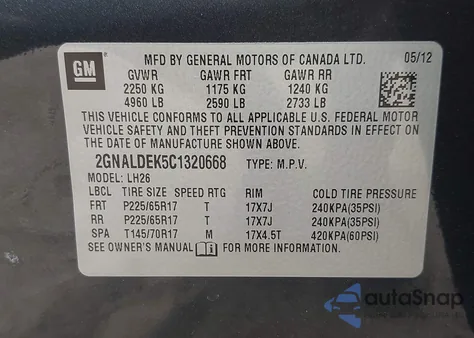 GM
MFD BY GENERAL MOTORS OF CANADA LTD. 05/12
GVWR GAWR FRT GAWR RR
2250 KG 1175 KG 1240 KG
4960 LB 2590 LB 2733 LB
THIS VEHICLE CONFORMS TO ALL APPLICABLE U.S. FEDERAL MOTOR
VEHICLE SAFETY AND THEFT PREVENTION STANDARDS IN EFFECT ON
THE DATE OF MANUFACTURE SHOWN ABOVE.
2GNALDEK5C1320668 TYPE: M.P.V.
MODEL: LH26
LBCL TIRE SIZE SPEED RTG RIM COLD TIRE PRESSURE
FRT P225/65R17 T 17X7J 240KPA(35PSI)
RR P225/65R17 T 17X7J 240KPA(35PSI)
SPA T145/70R17 M 17X4.5T 420KPA(60PSI)
SEE OWNER'S MANUAL FOR MORE INFORMATION.
autoSnap